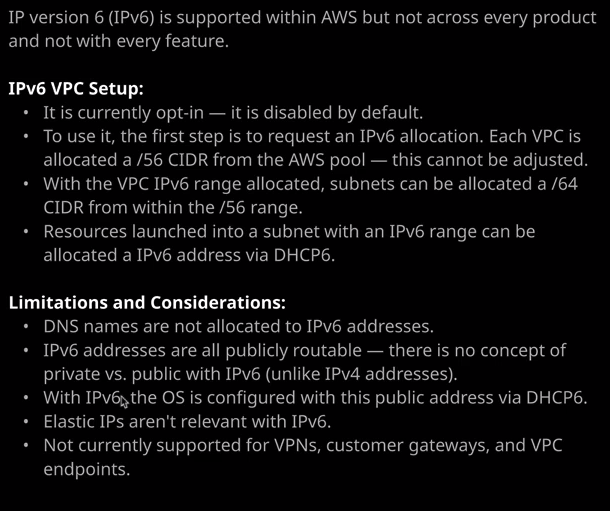 IP version 6 (IPv6) is supported within AWS but not across every product
and not with every feature.
IPv6 VPC Setup:
• It is currently opt-in — it is disabled by default.
• To use it, the first step is to request an IPv6 allocation. Each VPC is
allocated a /56 CIDR from the AWS pool — this cannot be adjusted.
• With the VPC IPv6 range allocated, subnets can be allocated a /64
CIDR from within the /56 range.
• Resources launched into a subnet with an IPv6 range can be
allocated a IPv6 address via DHCP6.
Limitations and Considerations:
• DNS names are not allocated to IPv6 addresses.
• IPv6 addresses are all publicly routable — there is no concept of
private vs. public with IPv6 (unlike IPv4 addresses).
• With IPv6, the OS is configured with this public address via DHCP6.
• Elastic IPs aren't relevant with IPv6.
• Not currently supported for VPNs, customer gateways, and VPC
endpoints.